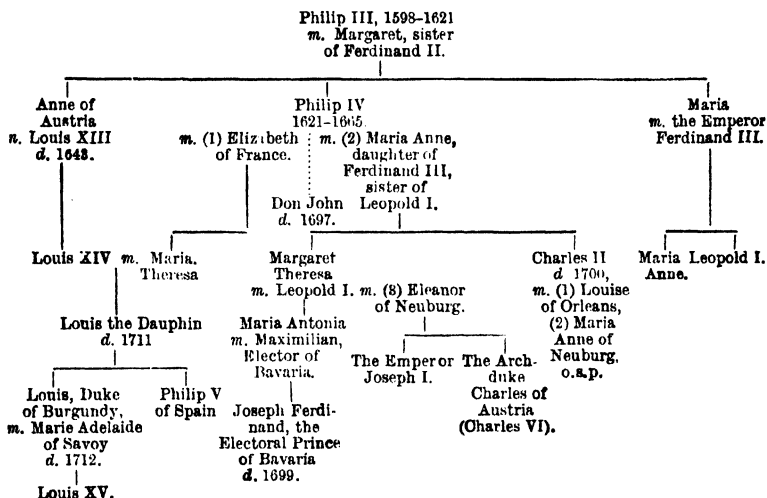 Philip III, 1598-1621
m. Margaret, sister
of Ferdinand II.
Anne of
Austria
n. Louis XIII
d. 1643.
Philip IV
1621-1665.
m. (1) Elizabeth
of France.
m. (2) Maria Anne,
daughter of
Ferdinand III,
sister of
Leopold I.
Don John
d. 1697.
Maria
m. the Emperor
Ferdinand III.
Louis XIV m. Maria.
Theresa
Margaret
Theresa
m. Leopold I. m. (3) Eleanor
of Neuburg.
Charles II
d 1700,
m. (1) Louise
of Orleans,
(2) Maria
Anne of
Neuburg,
o.s.p.
Maria Leopold I.
Anne.
Louis the Dauphin
d. 1711
Maria Antonia
m. Maximilian,
Elector of
Bavaria.
The Emperor
Joseph I.
The Arch-
duke
Charles of
Austria
(Charles VI).
Louis, Duke
of Burgundy,
m. Marie Adelaide
of Savoy
d. 1712.
Philip V
of Spain
Joseph Ferdi-
nand, the
Electoral Prince
of Bavaria
d. 1699.
Louis XV.